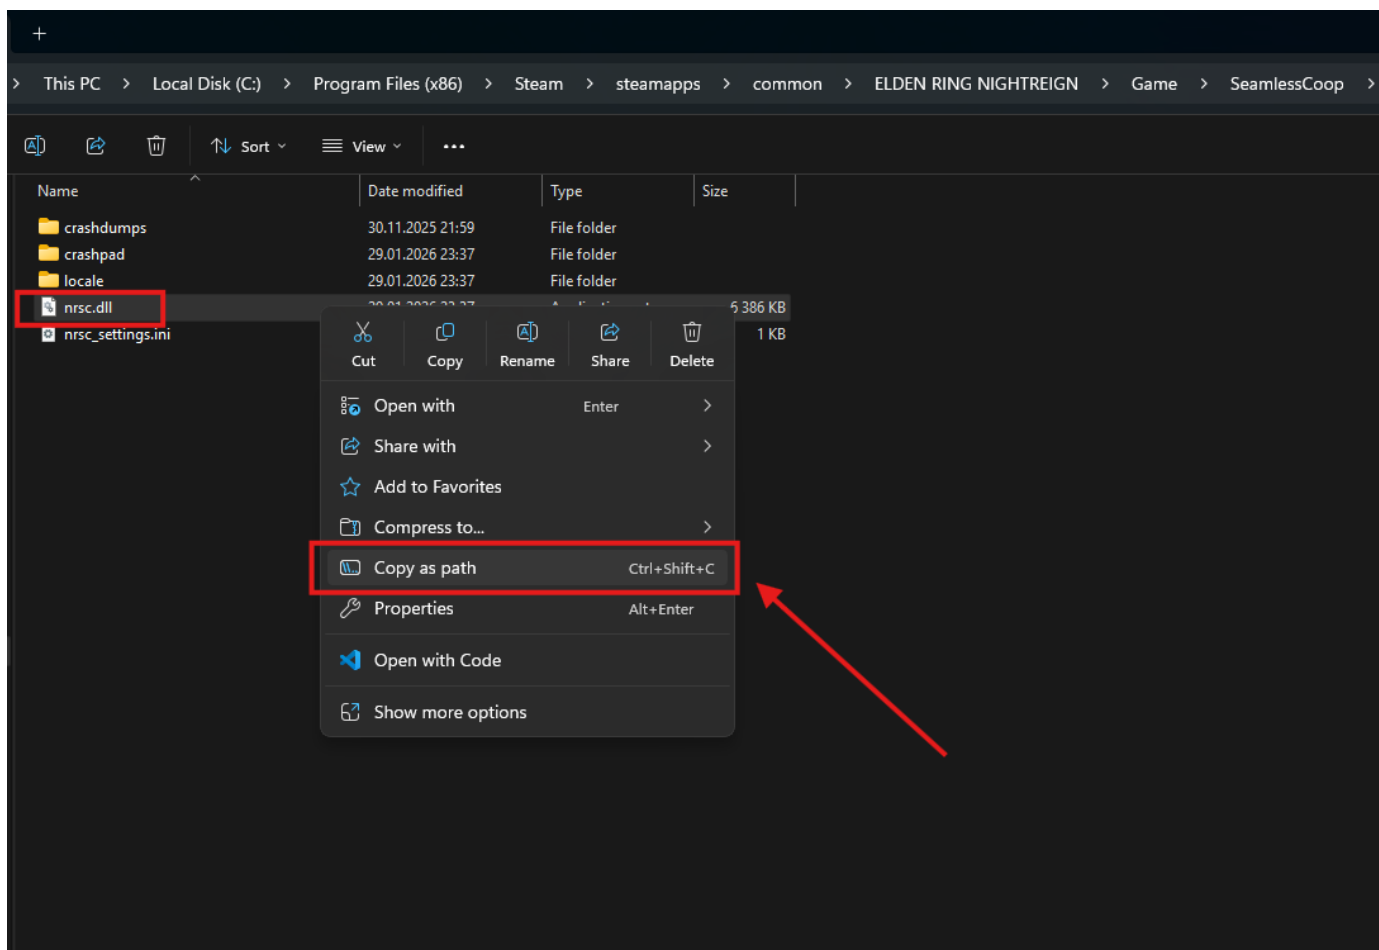 This PC > Local Disk (C:) > Program Files (x86) > Steam > steamapps > common > ELDEN RING NIGHTREIGN > Game > SeamlessCoop >
Sort View
Name Date modified Type Size
crashdumps 30.11.2025 21:59 File folder
crashpad 29.01.2026 23:37 File folder
locale 29.01.2026 23:37 File folder
nrsc.dll 6 386 KB
nrsc_settings.ini 1 KB
Cut Copy Rename Share Delete
Open with Enter
Share with
Add to Favorites
Compress to...
Copy as path Ctrl+Shift+C
Properties Alt+Enter
Open with Code
Show more options